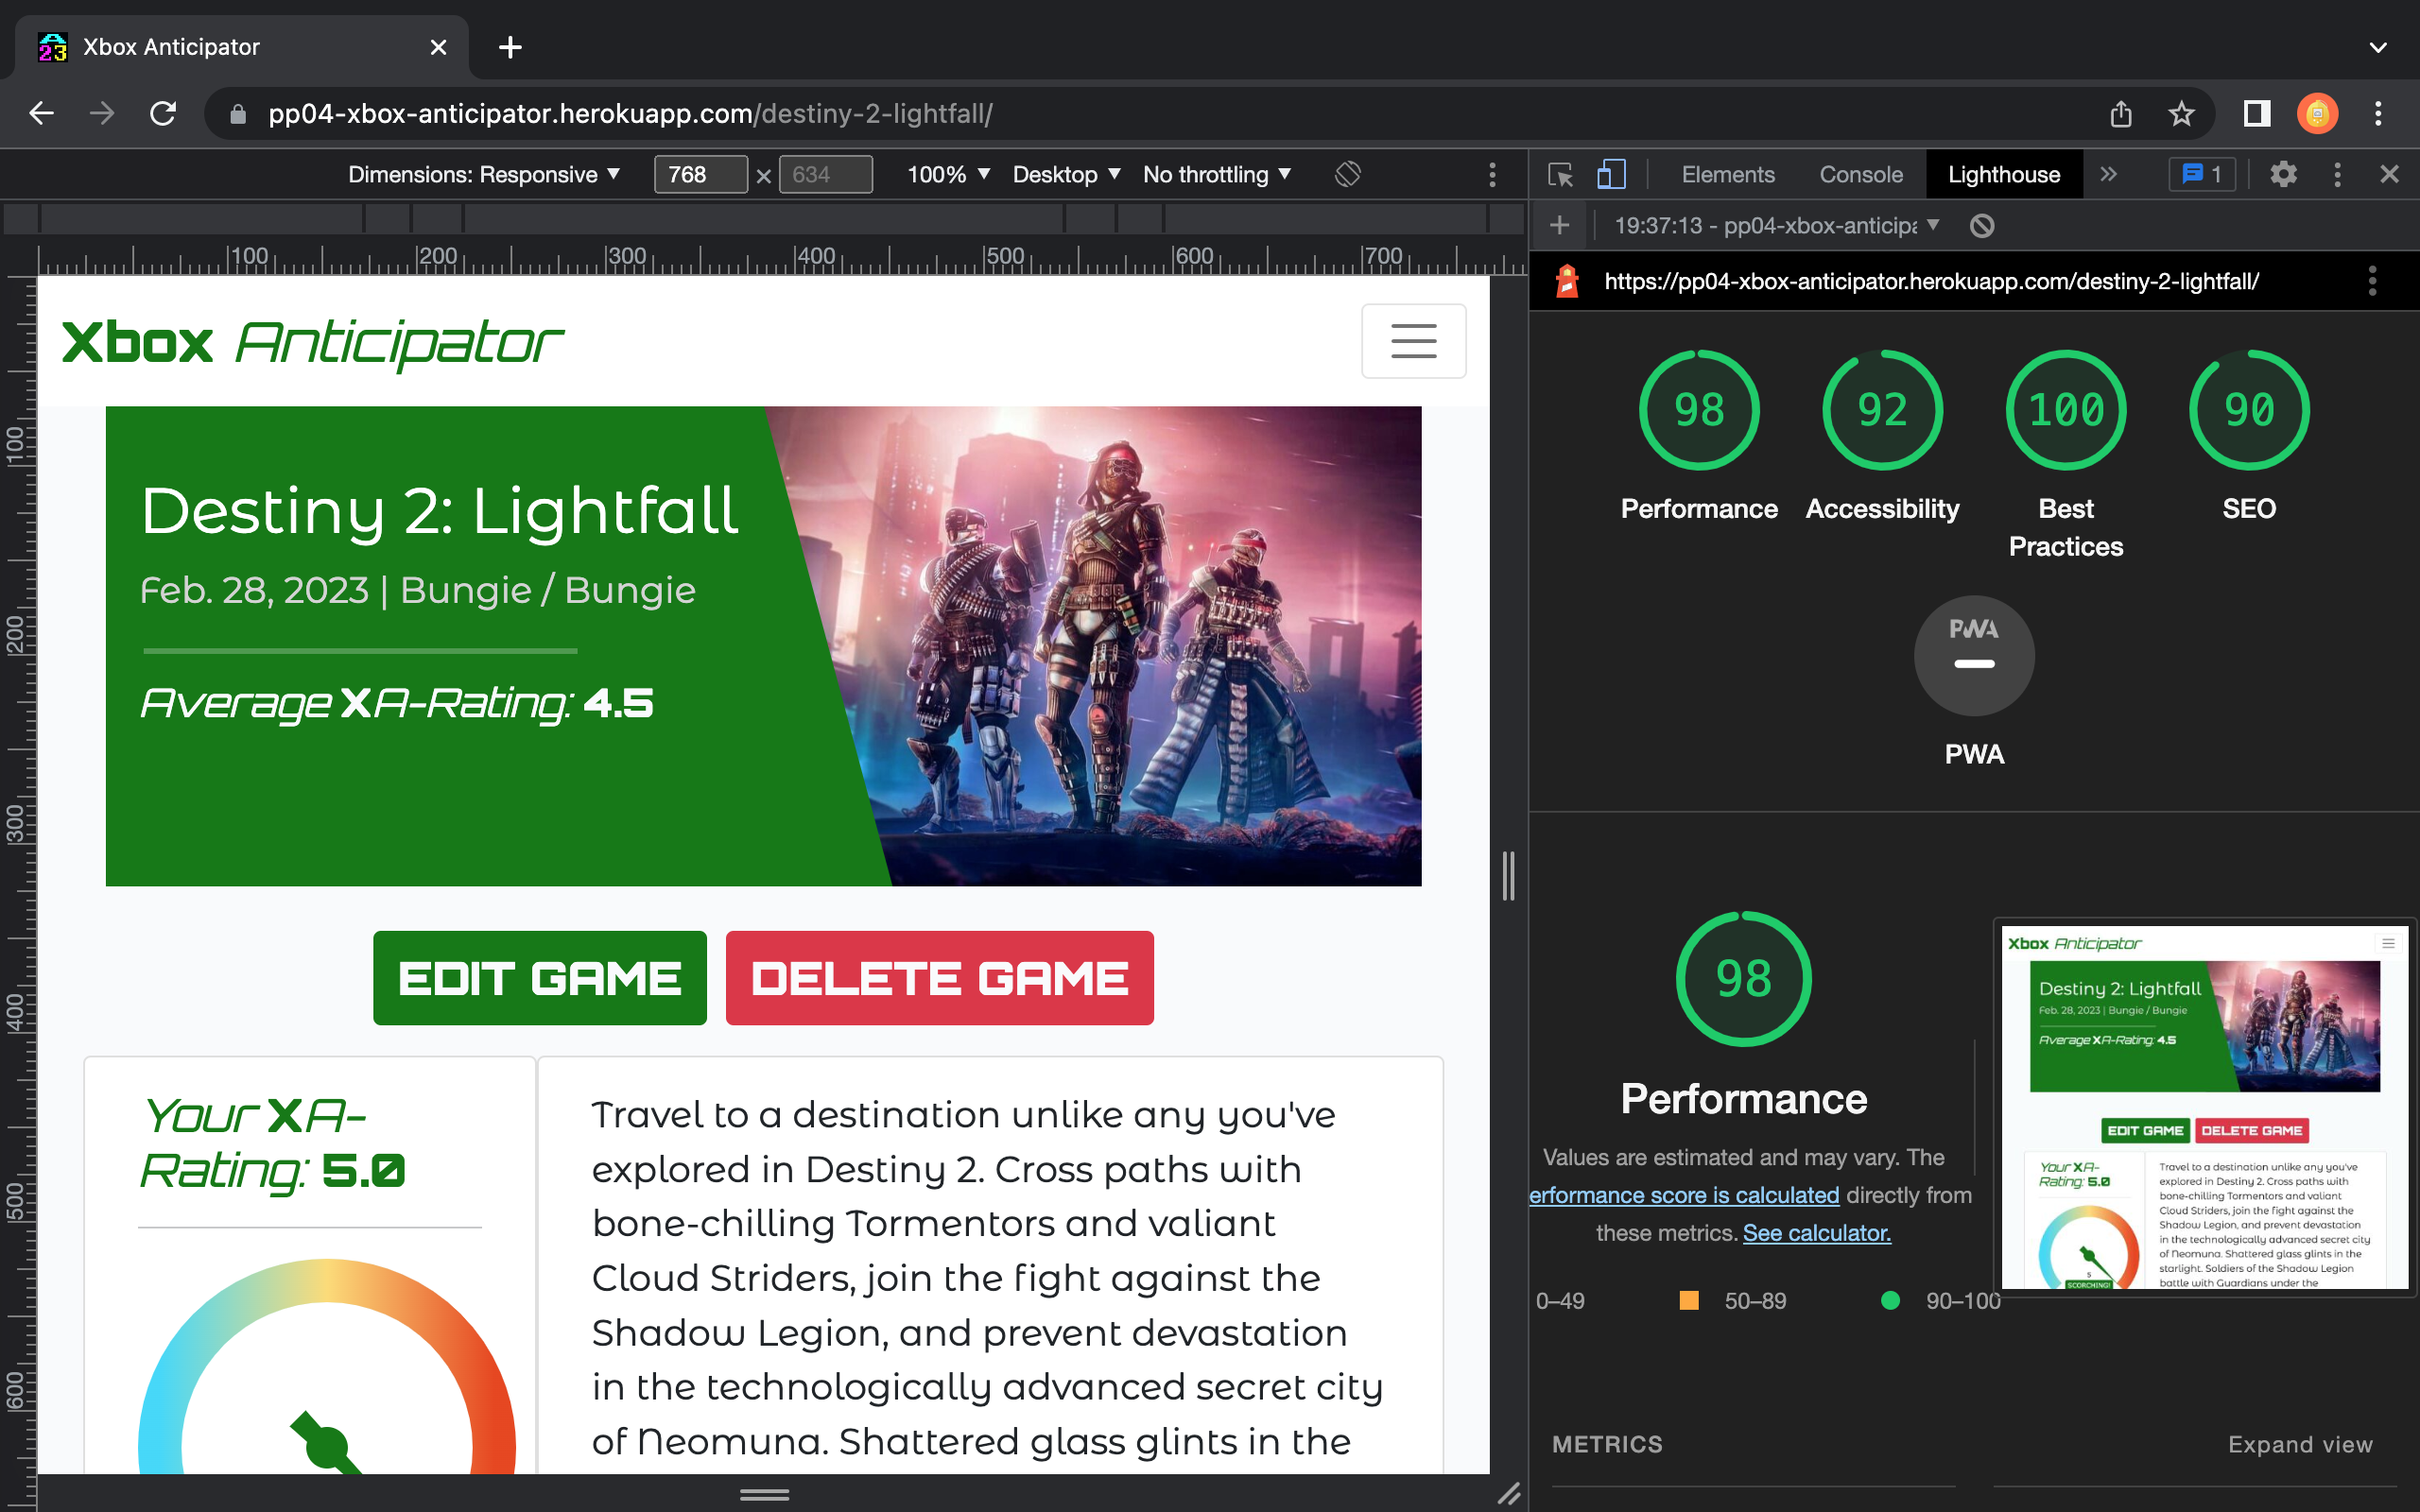 Xbox Anticipator
pp04-xbox-anticipator.herokuapp.com/destiny-2-lightfall/
Dimensions: Responsive ▼ 768 × 634 100% ▼ Desktop ▼ No throttling ▼
Elements Console Lighthouse » 1
19:37:13 - pp04-xbox-anticipa ▼
100 200 300 400 500 600 700
https://pp04-xbox-anticipator.herokuapp.com/destiny-2-lightfall/
100
200
300
400
500
600
Xbox Anticipator
Destiny 2: Lightfall
Feb. 28, 2023 | Bungie / Bungie
Average XA-Rating: 4.5
EDIT GAME DELETE GAME
Your XA-
Rating: 5.0
Travel to a destination unlike any you've
explored in Destiny 2. Cross paths with
bone-chilling Tormentors and valiant
Cloud Striders, join the fight against the
Shadow Legion, and prevent devastation
in the technologically advanced secret city
of Neomuna. Shattered glass glints in the
98 92 100 90
Performance Accessibility Best Practices SEO
PWA
PWA
98
Performance
Values are estimated and may vary. The
erformance score is calculated directly from
these metrics. See calculator.
0–49 50–89 90–100
Xbox Anticipator
Destiny 2: Lightfall
Feb. 28, 2023 | Bungie / Bungie
Average XA-Rating: 4.5
EDIT GAME DELETE GAME
Your XA-
Rating: 5.0
5
SCORCHING!
Travel to a destination unlike any you've
explored in Destiny 2. Cross paths with
bone-chilling Tormentors and valiant
Cloud Striders, join the fight against the
Shadow Legion, and prevent devastation
in the technologically advanced secret city
of Neomuna. Shattered glass glints in the
starlight. Soldiers of the Shadow Legion
battle with Guardians under the
METRICS
Expand view